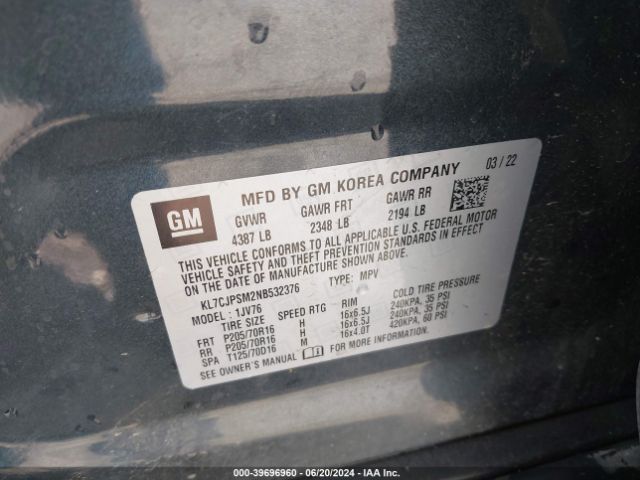 GM
MFD BY GM KOREA COMPANY 03 / 22
GVWR GAWR FRT GAWR RR
4387 LB 2348 LB 2194 LB
THIS VEHICLE CONFORMS TO ALL APPLICABLE U.S. FEDERAL MOTOR
VEHICLE SAFETY AND THEFT PREVENTION STANDARDS IN EFFECT
ON THE DATE OF MANUFACTURE SHOWN ABOVE.
KL7CJPSM2NB532376 TYPE: MPV
MODEL : 1JV76
TIRE SIZE SPEED RTG RIM COLD TIRE PRESSURE
FRT P205/70R16 H 16x6.5J 240KPA, 35 PSI
RR P205/70R16 H 16x6.5J 240KPA, 35 PSI
SPA T125/70D16 M 16x4.0T 420KPA, 60 PSI
SEE OWNER'S MANUAL FOR MORE INFORMATION.
000-39696960 - 06/20/2024 - IAA Inc.